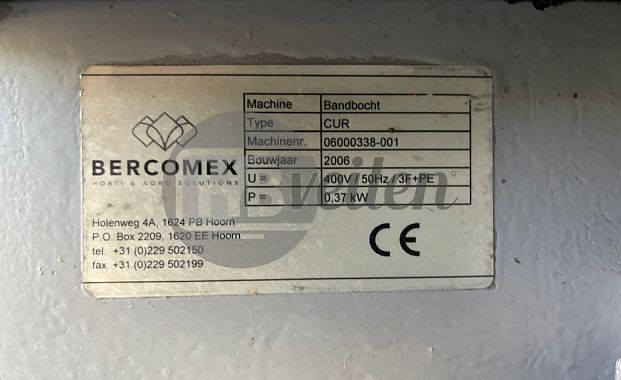 Machine Bandbocht
Type CUR
Machinenr. 06000338-001
Bouwjaar 2006
U = 400V / 50Hz / 3F+PE
P = 0,37 kW
BERCOMEX
HORTI & AGRO SOLUTIONS
Holenweg 4A, 1624 PB Hoorn
P.O. Box 2209, 1620 EE Hoorn
tel. +31 (0)229 502150
fax +31 (0)229 502199
CE
veilen